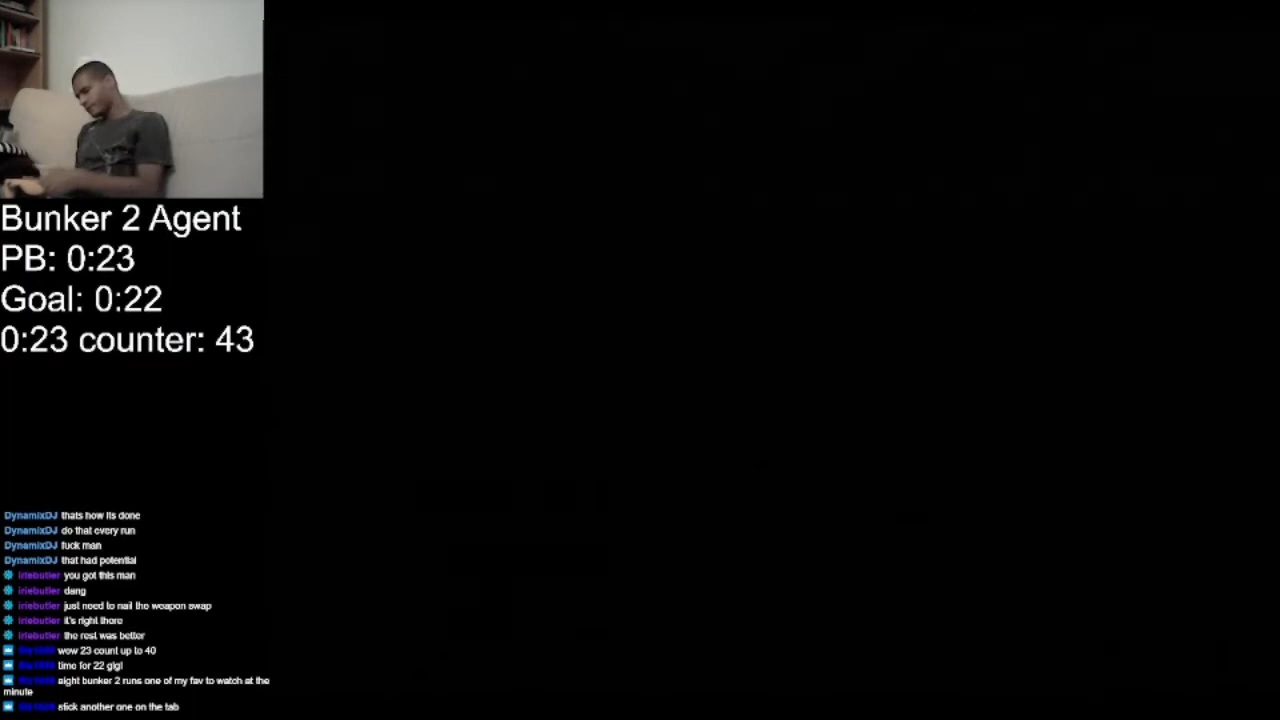 Bunker 2 Agent
PB: 0:23
Goal: 0:22
0:23 counter: 43
DynamixDJ thats how its done
DynamixDJ do that every run
DynamixDJ fuck man
DynamixDJ that had potential
iriebutler you got this man
iriebutler dang
iriebutler just need to nail the weapon swap
iriebutler it's right there
iriebutler the rest was better
wow 23 count up to 40
time for 22 glgl
aight bunker 2 runs one of my fav to watch at the
minute
stick another one on the tab